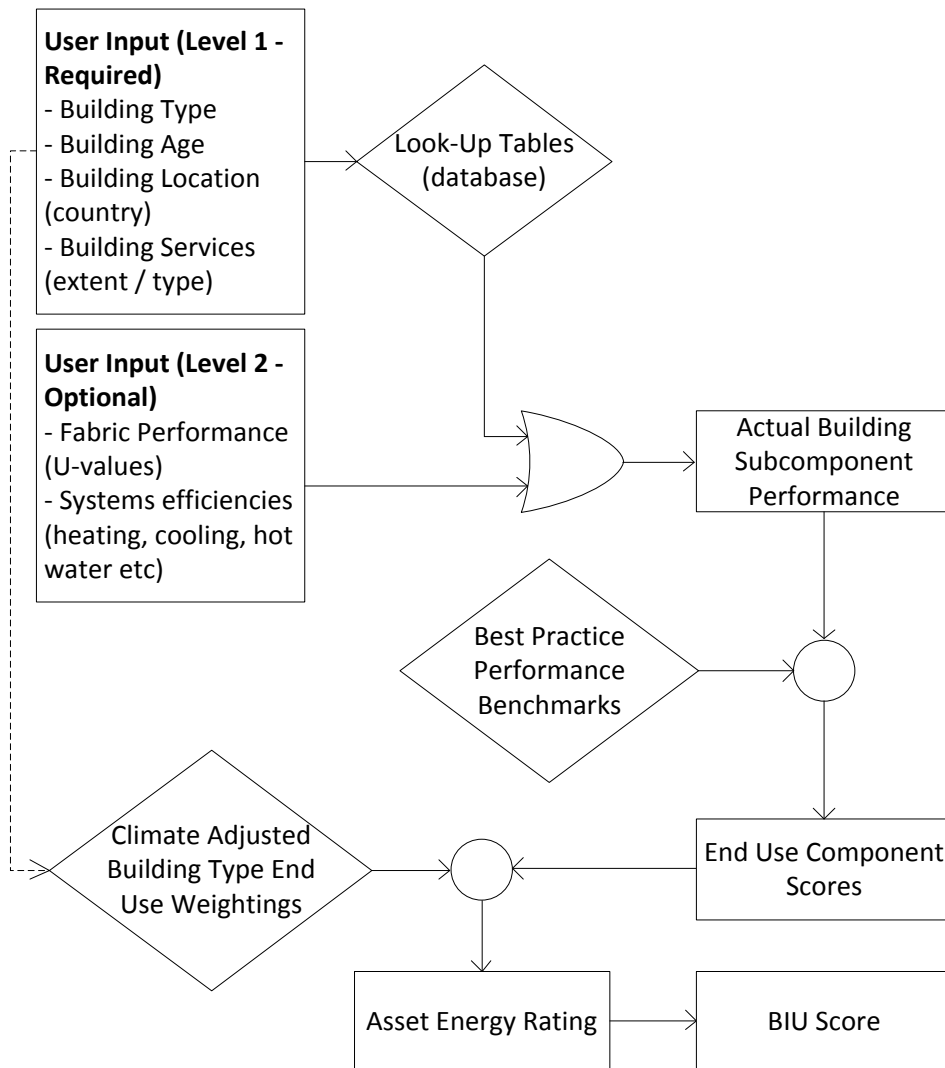 User Input (Level 1 -
Required)
- Building Type
- Building Age
- Building Location
(country)
- Building Services
(extent / type)
Look-Up Tables
(database)
User Input (Level 2 -
Optional)
- Fabric Performance
(U-values)
- Systems efficiencies
(heating, cooling, hot
water etc)
Actual Building
Subcomponent
Performance
Best Practice
Performance
Benchmarks
Climate Adjusted
Building Type End
Use Weightings
End Use Component
Scores
Asset Energy Rating
BIU Score